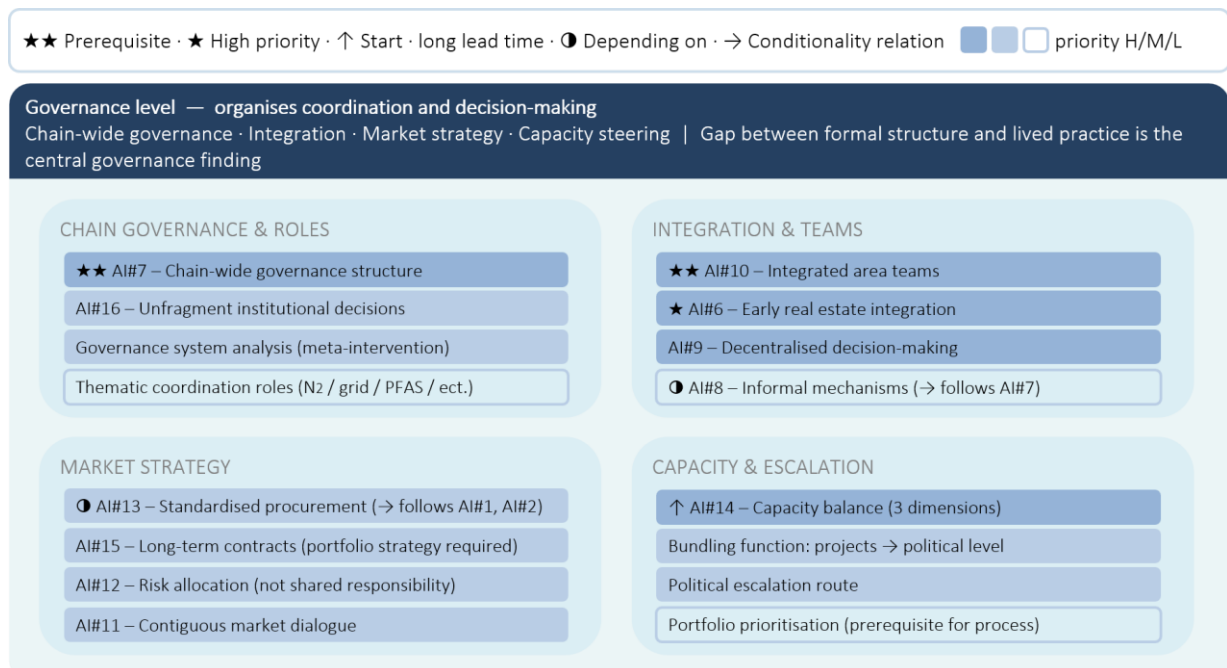 ★★ Prerequisite · ★ High priority · ↑ Start · long lead time · ◑ Depending on · → Conditionality relation priority H/M/L
Governance level — organises coordination and decision-making
Chain-wide governance · Integration · Market strategy · Capacity steering | Gap between formal structure and lived practice is the
central governance finding
CHAIN GOVERNANCE & ROLES
★★ AI#7 – Chain-wide governance structure
AI#16 – Unfragment institutional decisions
Governance system analysis (meta-intervention)
Thematic coordination roles (N2 / grid / PFAS / ect.)
INTEGRATION & TEAMS
★★ AI#10 – Integrated area teams
★ AI#6 – Early real estate integration
AI#9 – Decentralised decision-making
◑ AI#8 – Informal mechanisms (→ follows AI#7)
MARKET STRATEGY
◑ AI#13 – Standardised procurement (→ follows AI#1, AI#2)
AI#15 – Long-term contracts (portfolio strategy required)
AI#12 – Risk allocation (not shared responsibility)
AI#11 – Contiguous market dialogue
CAPACITY & ESCALATION
↑ AI#14 – Capacity balance (3 dimensions)
Bundling function: projects → political level
Political escalation route
Portfolio prioritisation (prerequisite for process)